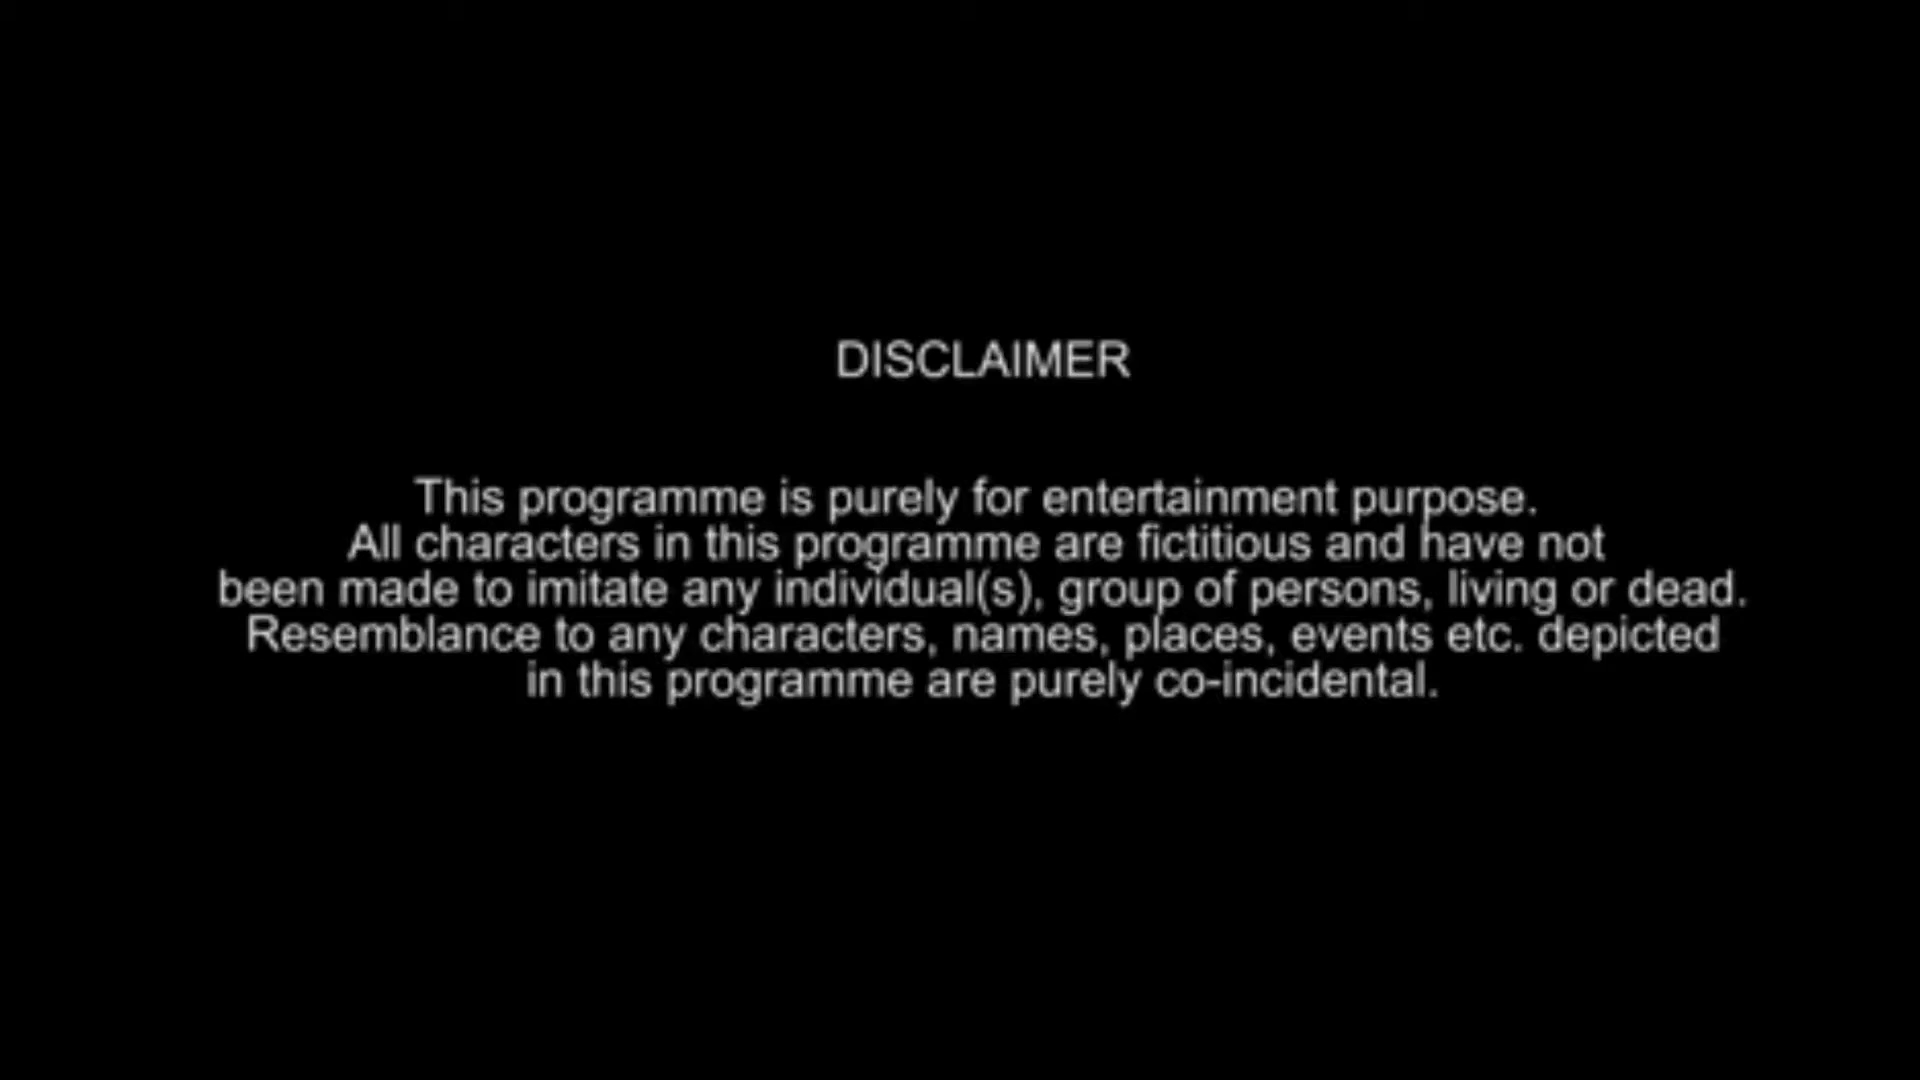 DISCLAIMER
This programme is purely for entertainment purpose.
All characters in this programme are fictitious and have not
been made to imitate any individual(s), group of persons, living or dead.
Resemblance to any characters, names, places, events etc. depicted
in this programme are purely co-incidental.